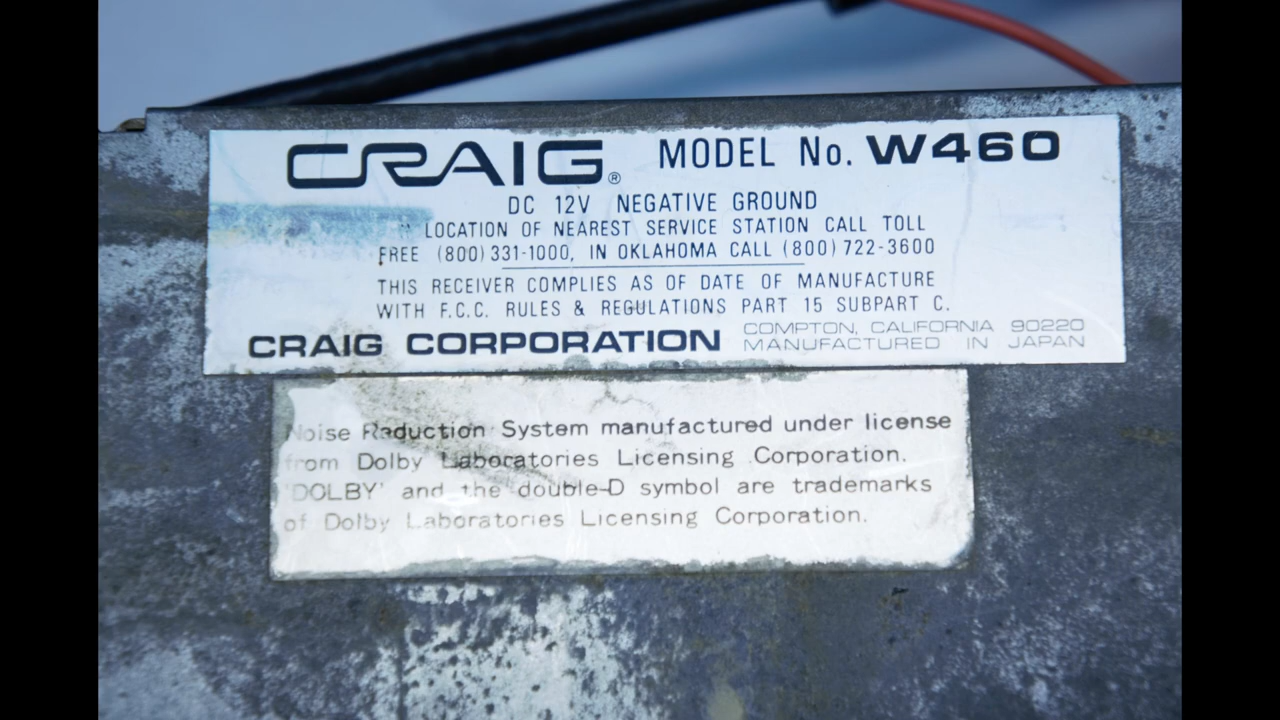 CRAIG® MODEL No. W460
DC 12V NEGATIVE GROUND
LOCATION OF NEAREST SERVICE STATION CALL TOLL
FREE (800) 331-1000, IN OKLAHOMA CALL (800) 722-3600
THIS RECEIVER COMPLIES AS OF DATE OF MANUFACTURE
WITH F.C.C. RULES & REGULATIONS PART 15 SUBPART C.
CRAIG CORPORATION COMPTON, CALIFORNIA 90220
MANUFACTURED IN JAPAN
Noise Reduction System manufactured under license
from Dolby Laboratories Licensing Corporation.
'DOLBY' and the double-D symbol are trademarks
of Dolby Laboratories Licensing Corporation.